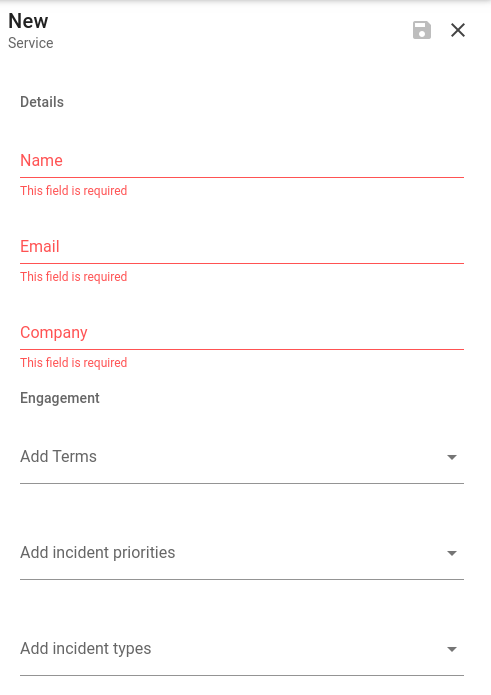 New
Service
Details
Name
This field is required
Email
This field is required
Company
This field is required
Engagement
Add Terms
Add incident priorities
Add incident types